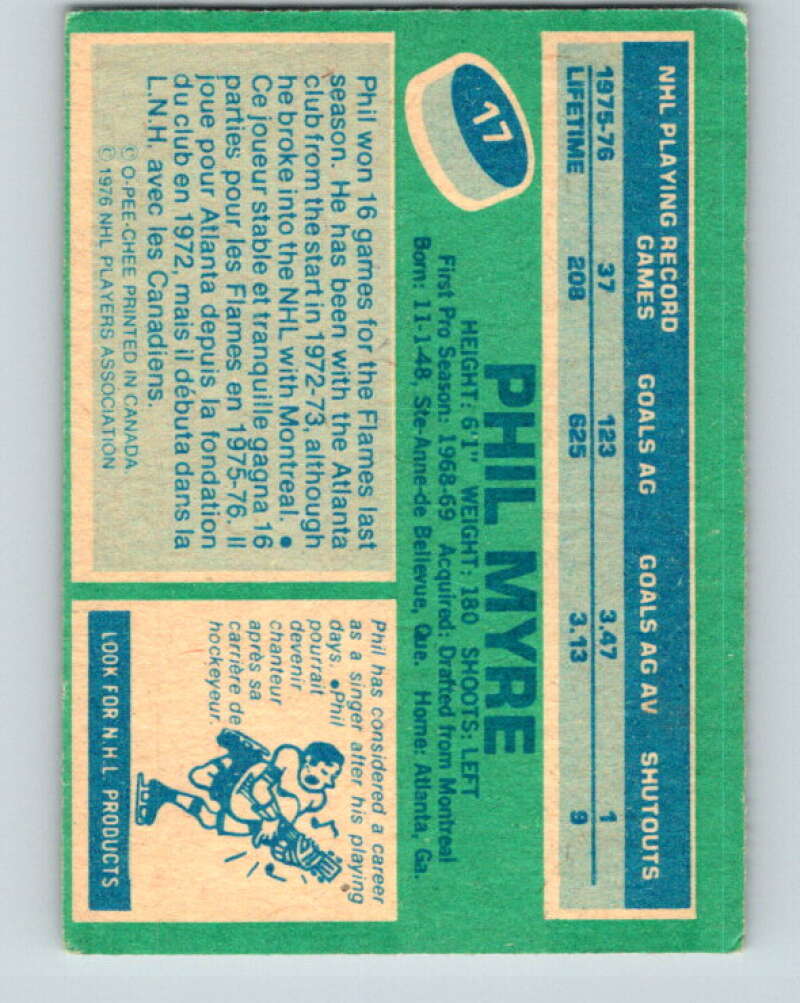 NHL PLAYING RECORD
GAMES GOALS AG GOALS AG AV SHUTOUTS
1975-76 37 123 3.47 1
LIFETIME 208 625 3.13 9
17
PHIL MYRE
HEIGHT: 6'1" WEIGHT: 180 SHOOTS: LEFT
First Pro Season: 1968-69 Acquired: Drafted from Montreal
Born: 11-1-48, Ste-Anne-de Bellevue, Que. Home: Atlanta, Ga.
Phil won 16 games for the Flames last
season. He has been with the Atlanta
club from the start in 1972-73, although
he broke into the NHL with Montreal. •
Ce joueur stable et tranquille gagna 16
parties pour les Flames en 1975-76. Il
joue pour Atlanta depuis la fondation
du club en 1972, mais il débuta dans la
L.N.H. avec les Canadiens.
© O-PEE-CHEE PRINTED IN CANADA.
© 1976 NHL PLAYERS ASSOCIATION
Phil has considered a career
as a singer after his playing
days. • Phil
pourrait
devenir
chanteur
après sa
carrière de
hockeyeur.
LOOK FOR N.H.L. PRODUCTS